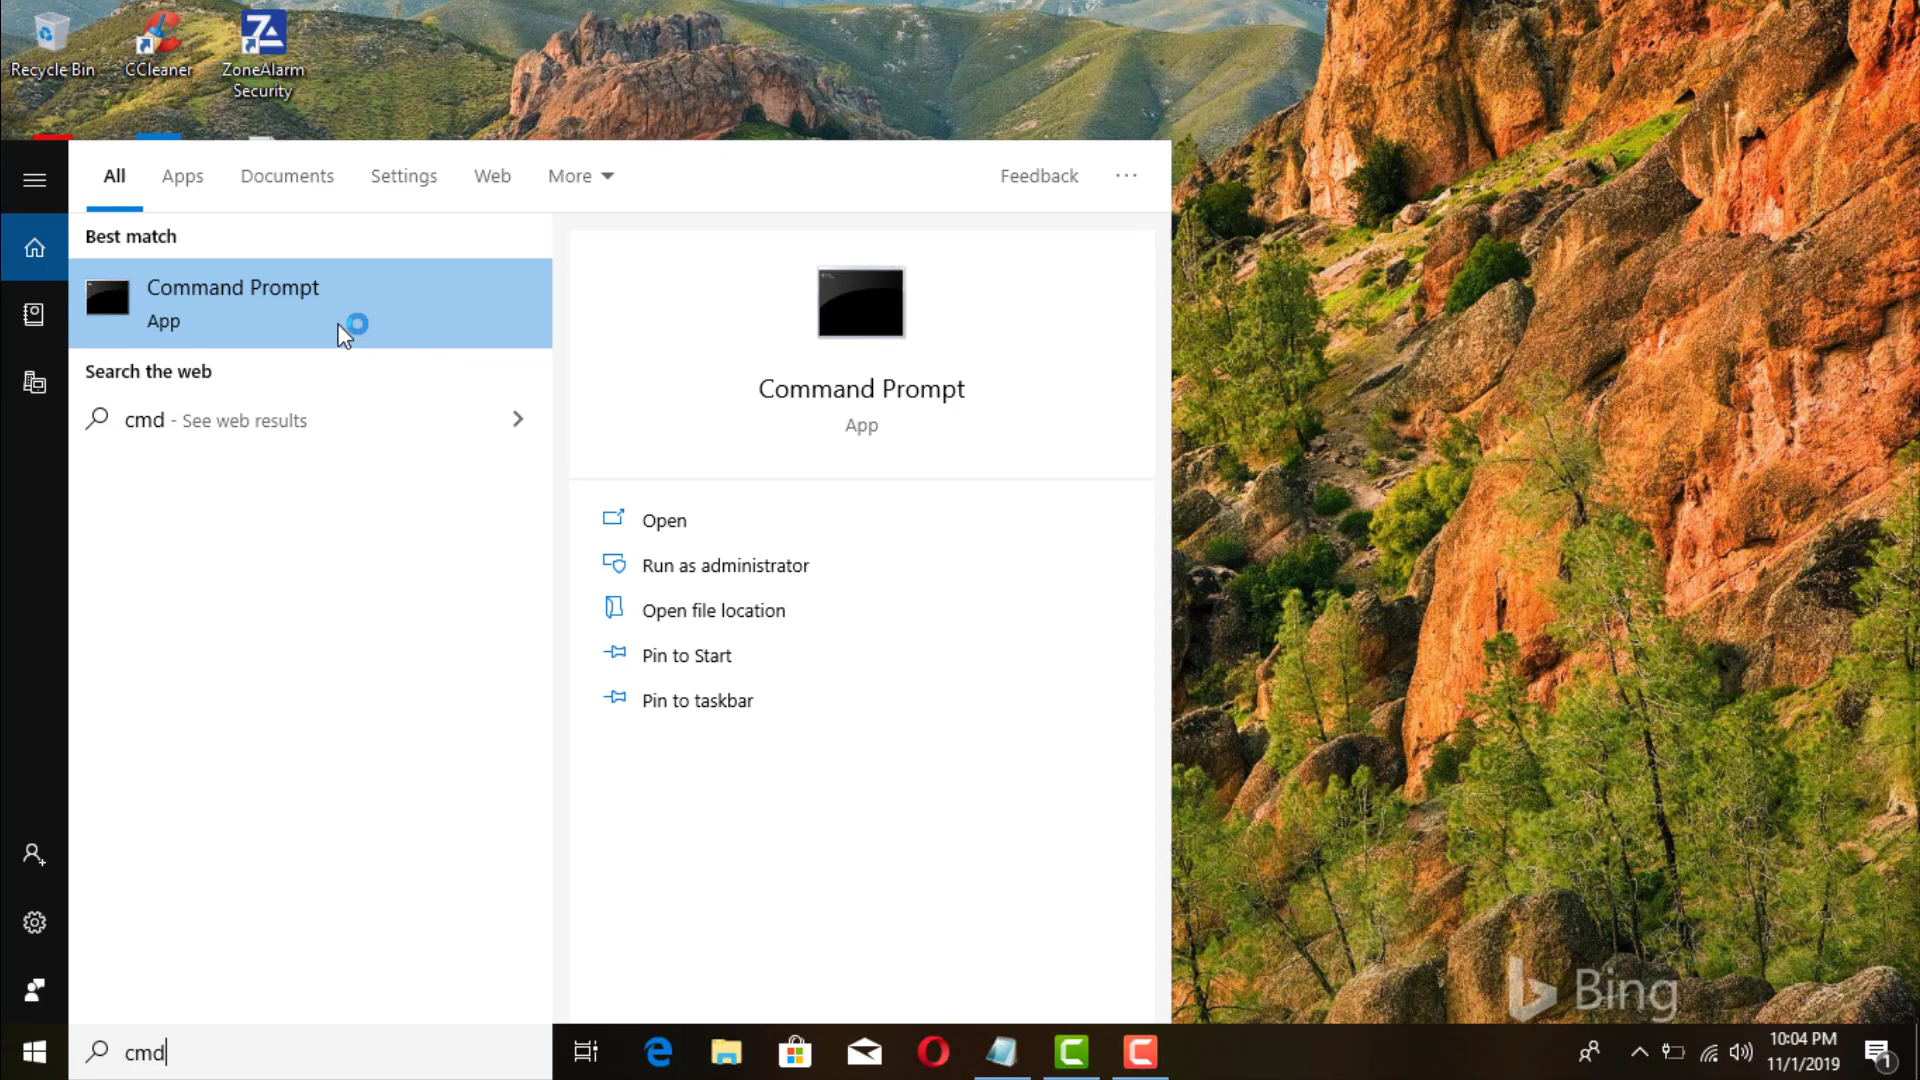 Recycle Bin
CCleaner
ZoneAlarm
Security
All
Apps
Documents
Settings
Web
More
Feedback
Best match
Command Prompt
App
Search the web
cmd - See web results
Command Prompt
App
Open
Run as administrator
Open file location
Pin to Start
Pin to taskbar
Bing
cmd
10:04 PM
11/1/2019
1